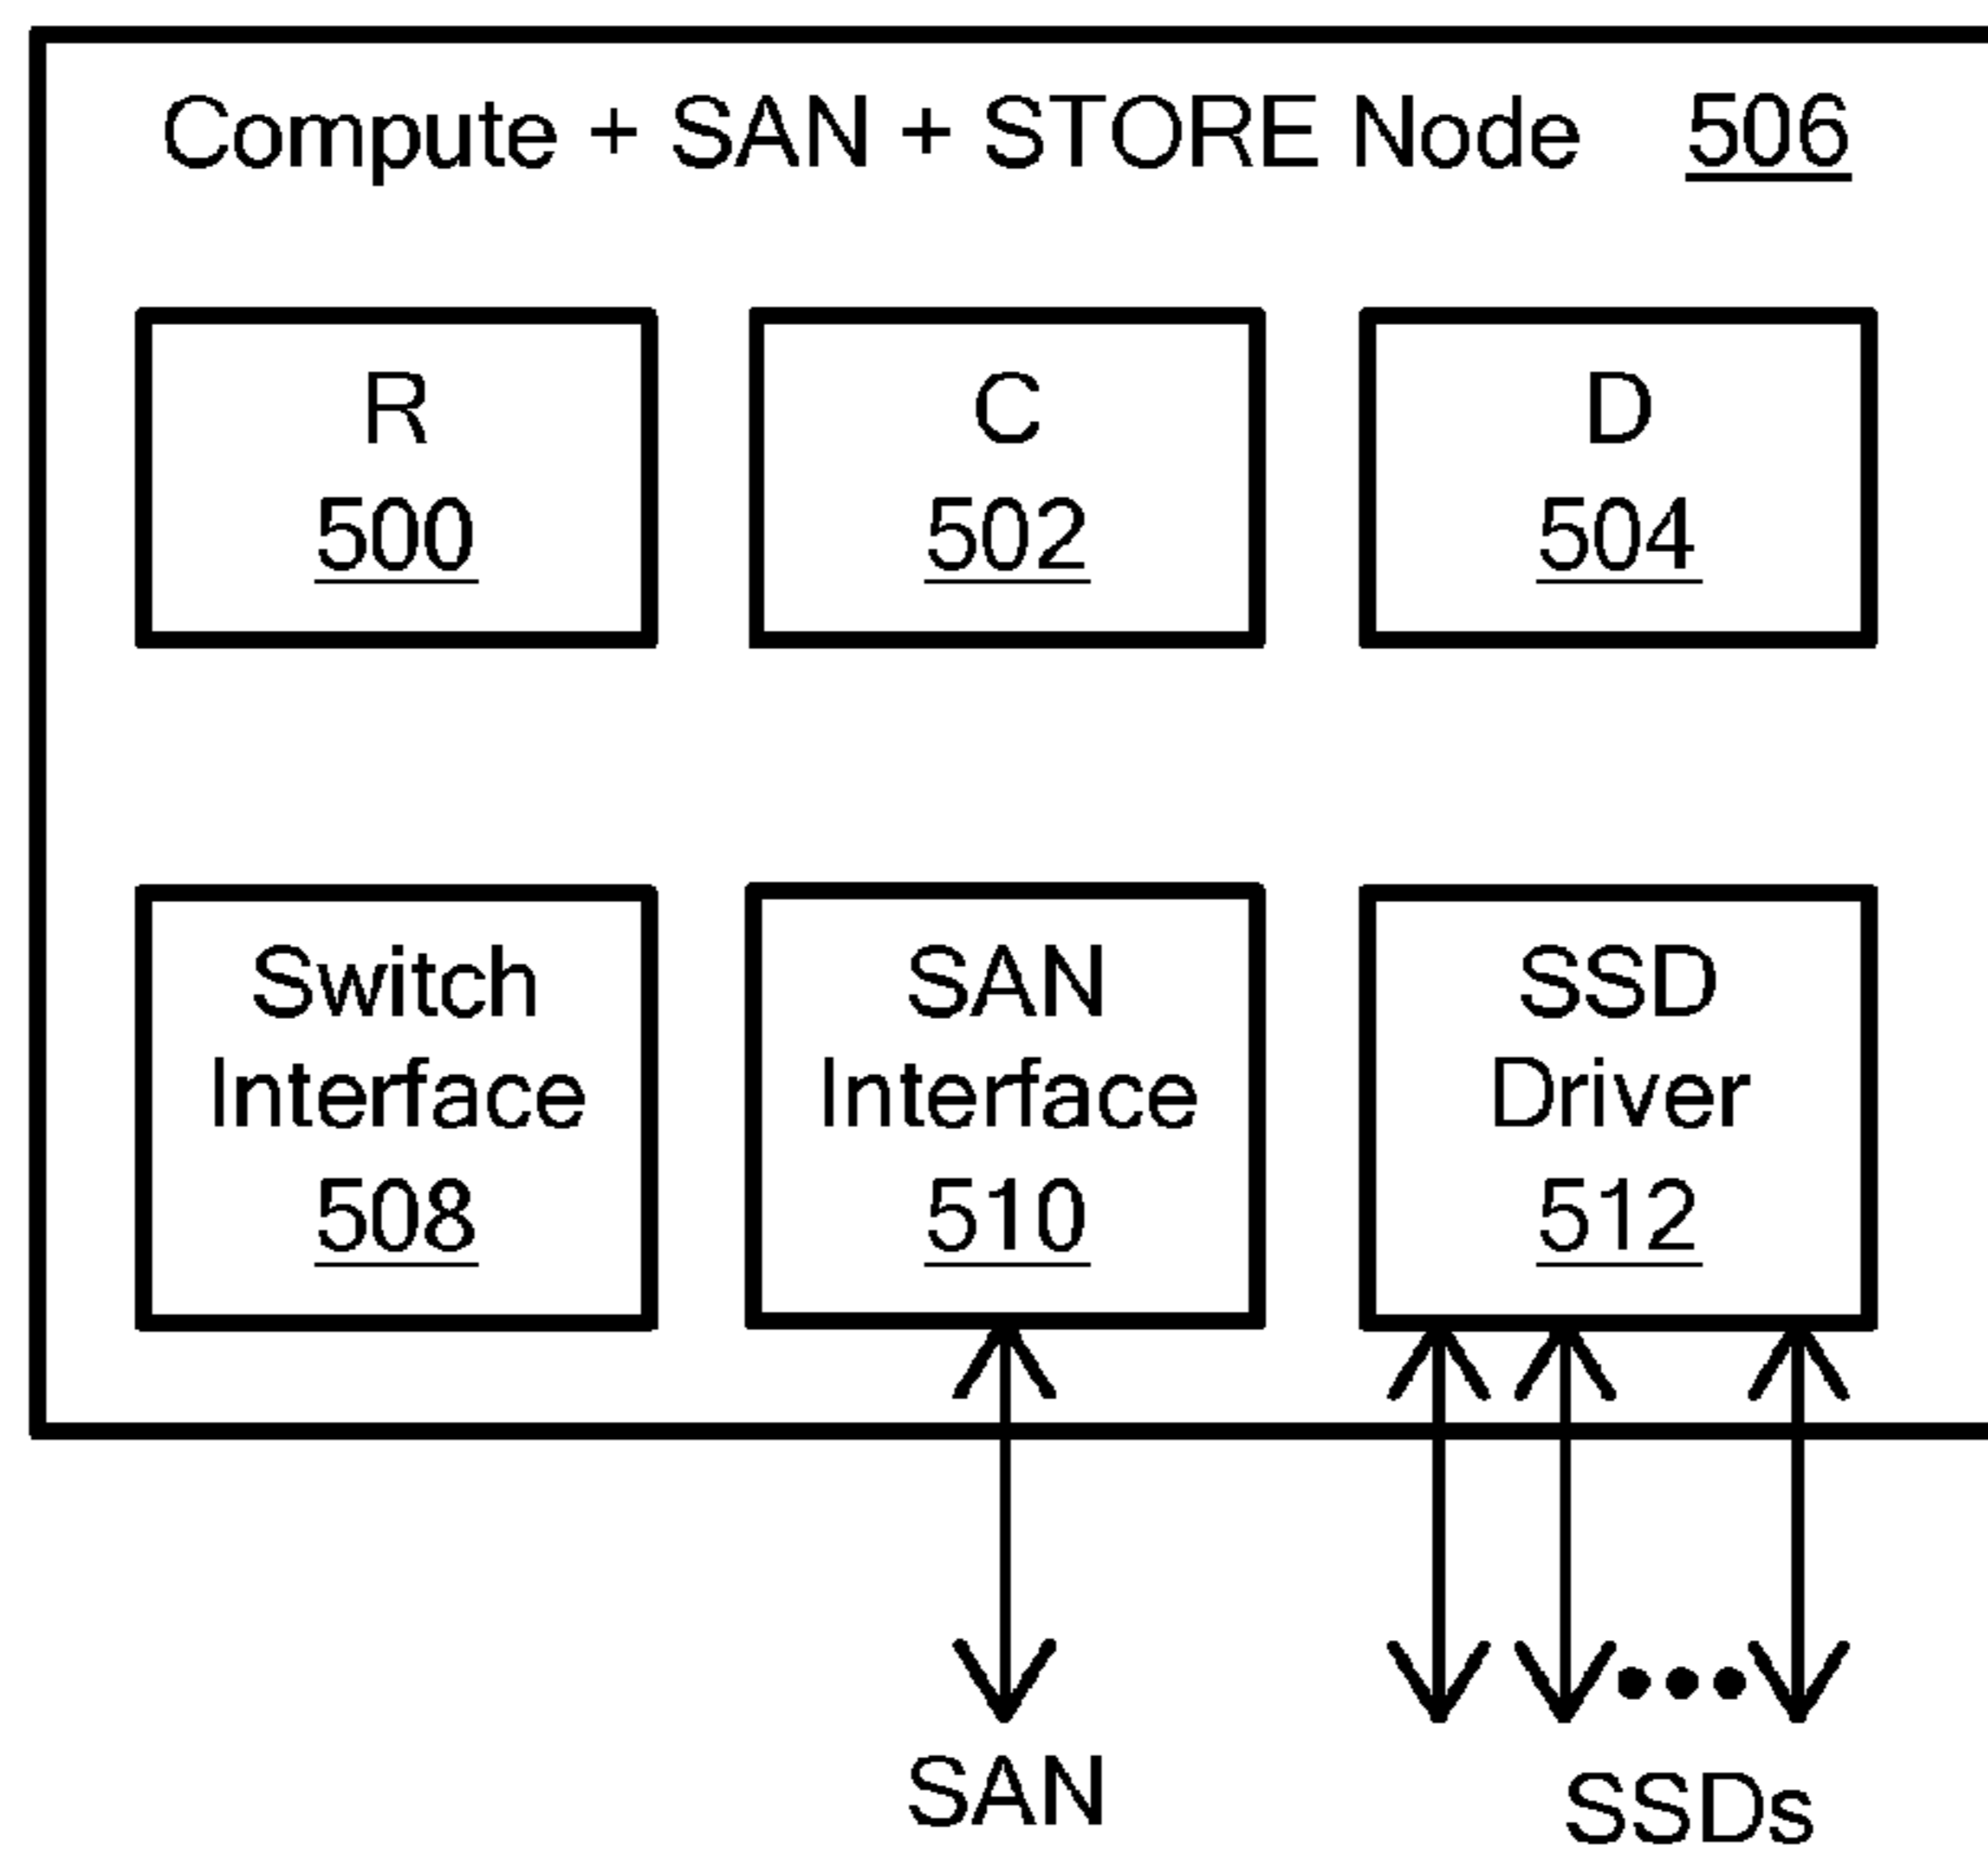 Compute + SAN + STORE Node 506
R
500
C
502
D
504
Switch
Interface
508
SAN
Interface
510
SSD
Driver
512
SAN
SSDs